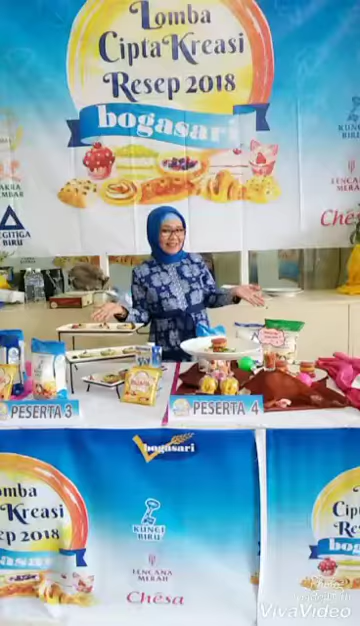 Lomba
Cipta Kreasi
Resep 2018
bogasari
KUNCI
BIRU
LENCANA
MERAH
Chesa
SEGITIGA
BIRU
PESERTA 3
PESERTA 4
bogasari
Lomba
Kreasi
2018
KUNCI
BIRU
LENCANA
MERAH
Chesa
VivaVideo